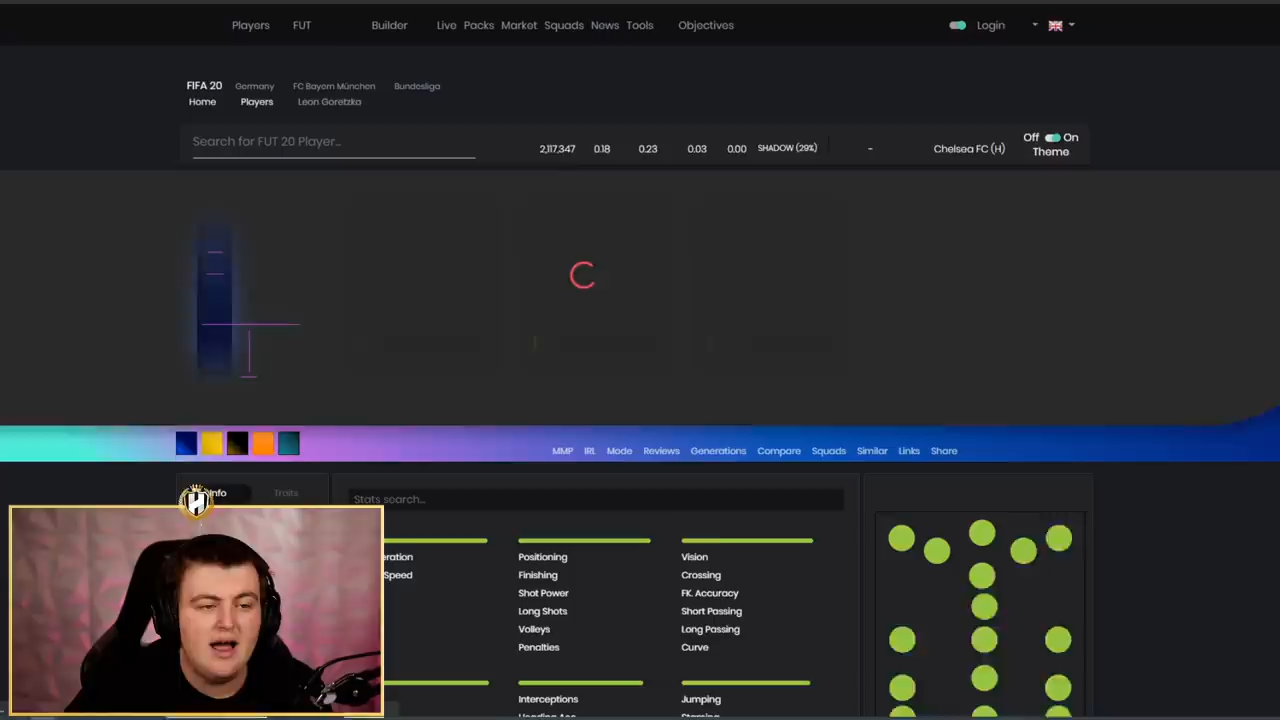 Players FUT Builder Live Packs Market Squads News Tools Objectives Login
FIFA 20 Germany FC Bayern München Bundesliga
Home Players Leon Goretzka
Search for FUT 20 Player...
2,117,347 0.18 0.23 0.03 0.00 SHADOW (29%) - Chelsea FC (H)
Off On
Theme
MMP IRL Mode Reviews Generations Compare Squads Similar Links Share
Info Traits
Stats search...
eration Positioning Vision
Speed Finishing Crossing
Shot Power FK. Accuracy
Long Shots Short Passing
Volleys Long Passing
Penalties Curve
Interceptions Jumping
Heading Acc. Stamina